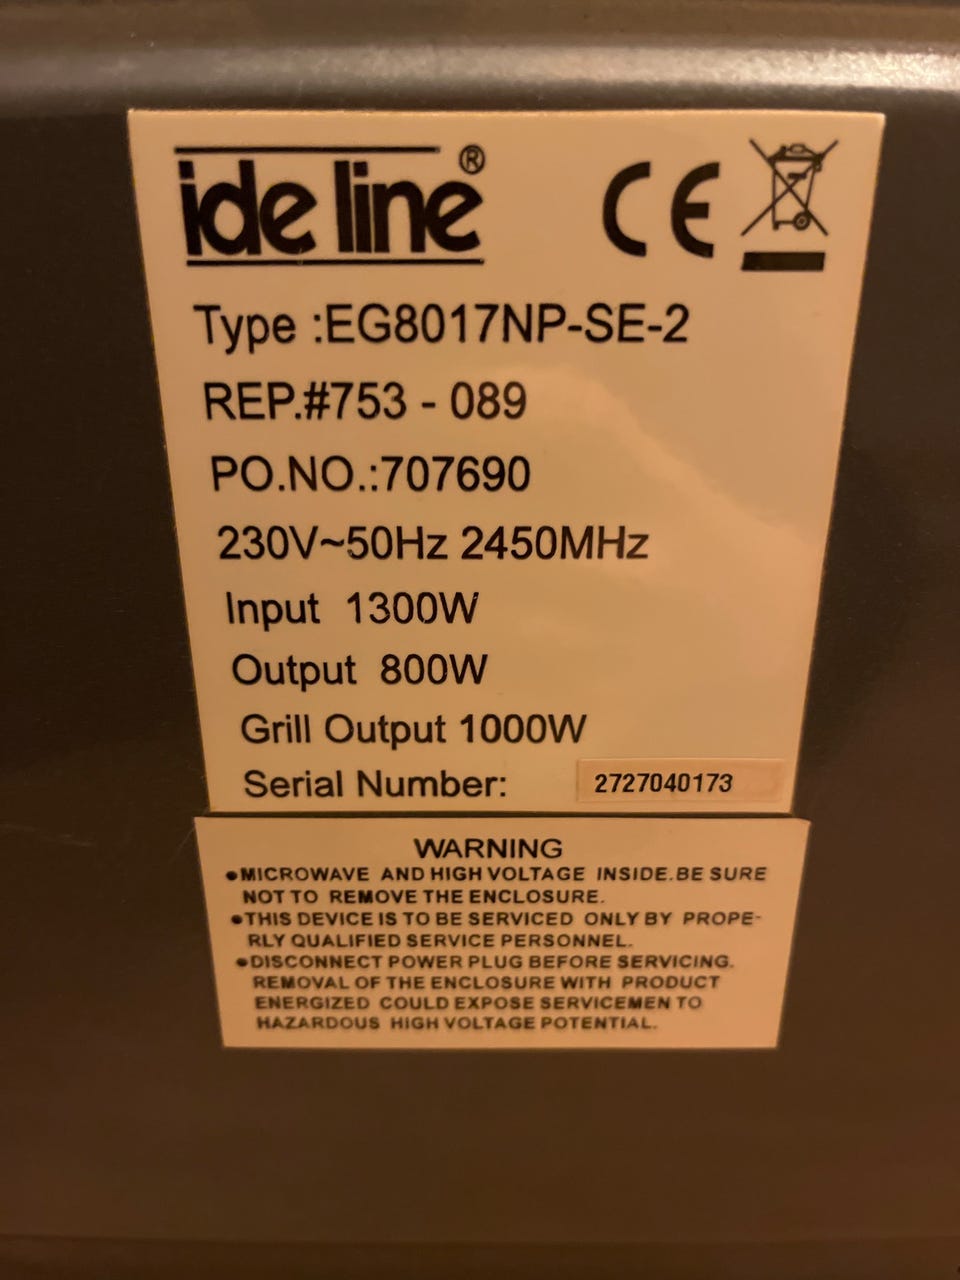 ide line®
CE
Type :EG8017NP-SE-2
REP.#753 - 089
PO.NO.:707690
230V~50Hz 2450MHz
Input 1300W
Output 800W
Grill Output 1000W
Serial Number: 2727040173
WARNING
●MICROWAVE AND HIGH VOLTAGE INSIDE.BE SURE
NOT TO REMOVE THE ENCLOSURE.
●THIS DEVICE IS TO BE SERVICED ONLY BY PROPE-
RLY QUALIFIED SERVICE PERSONNEL.
●DISCONNECT POWER PLUG BEFORE SERVICING.
REMOVAL OF THE ENCLOSURE WITH PRODUCT
ENERGIZED COULD EXPOSE SERVICEMEN TO
HAZARDOUS HIGH VOLTAGE POTENTIAL.